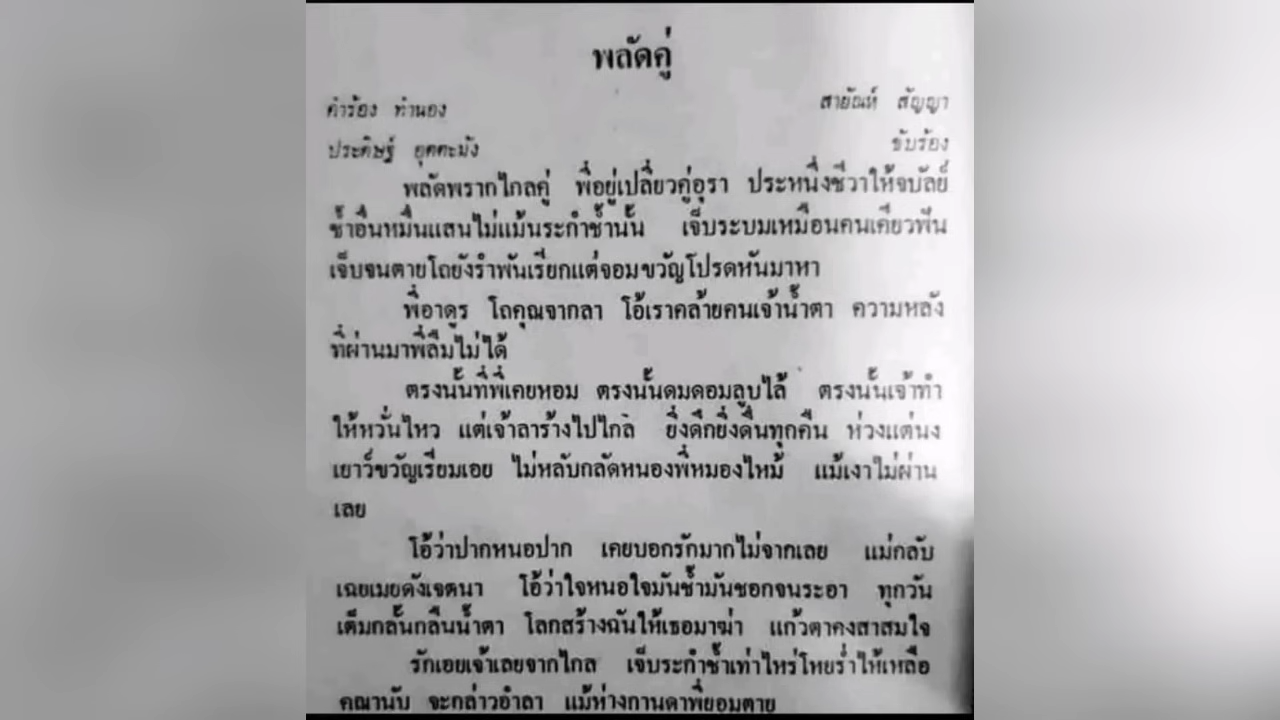 พลัดคู่
คำร้อง ทำนอง สายัณห์ สัญญา
ประดิษฐ์ อุตตะมัง ขับร้อง
พลัดพรากไกลคู่ พี่อยู่เปลี่ยวคู่อุรา ประหนึ่งชีวาให้จบัลย์
ช้ำอื่นหมื่นแสนไม่แม้นระกำช้ำนั้น เจ็บระบมเหมือนคนเคียวฟัน
เจ็บจนตายโถยังรำพันเรียกแต่จอมขวัญโปรดหันมาหา
พี่อาดูร โถคุณจากลา โอ้เราคล้ายคนเจ้าน้ำตา ความหลัง
ที่ผ่านมาพี่ลืมไม่ได้
ตรงนั้นที่พี่เคยหอม ตรงนั้นดมดอมลูบไล้ ตรงนั้นเจ้าทำ
ให้หวั่นไหว แต่เจ้าลาร้างไปไกล ยิ่งดึกยิ่งดื่นทุกคืน ห่วงแต่นง
เยาว์ขวัญเรียมเอย ไม่หลับกลัดหนองพี่หมองไหม้ แม้เงาไม่ผ่าน
เลย
โอ้ว่าปากหนอปาก เคยบอกรักมากไม่จากเลย แม่กลับ
เฉยเมยดังเจตนา โอ้ว่าใจหนอใจมันช้ำมันชอกจนระอา ทุกวัน
เต็มกลั้นกลืนน้ำตา โลกสร้างฉันให้เธอมาฆ่า แก้วตาคงสาสมใจ
รักเอยเจ้าเลยจากไกล เจ็บระกำช้ำเท่าไหร่โหยร่ำให้เหลือ
คณานับ จะกล่าวอำลา แม้ห่างกานดาพี่ยอมตาย